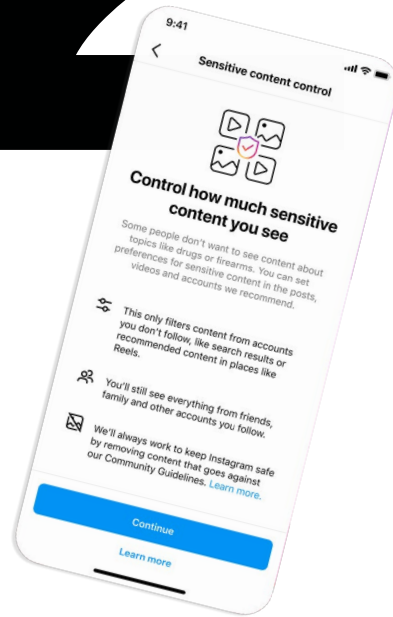 9:41
Sensitive content control
Control how much sensitive
content you see
Some people don't want to see content about
topics like drugs or firearms. You can set
preferences for sensitive content in the posts,
videos and accounts we recommend.
This only filters content from accounts
you don't follow, like search results or
recommended content in places like
Reels.
You'll still see everything from friends,
family and other accounts you follow.
We'll always work to keep Instagram safe
by removing content that goes against
our Community Guidelines. Learn more.
Continue
Learn more